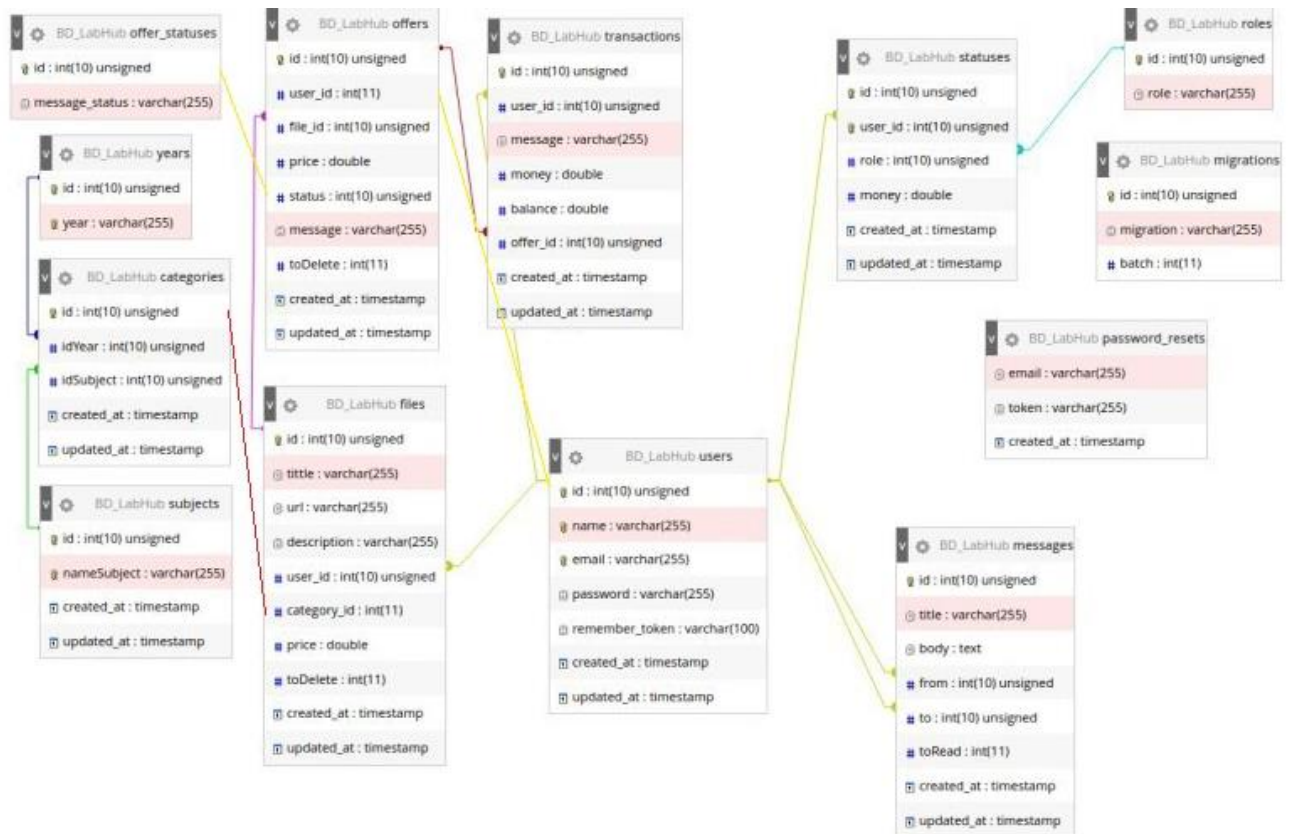 BD_LabHub offer_statuses
id : int(10) unsigned
message_status : varchar(255)
BD_LabHub years
id : int(10) unsigned
year : varchar(255)
BD_LabHub categories
id : int(10) unsigned
idYear : int(10) unsigned
idSubject : int(10) unsigned
created_at : timestamp
updated_at : timestamp
BD_LabHub subjects
id : int(10) unsigned
nameSubject : varchar(255)
created_at : timestamp
updated_at : timestamp
BD_LabHub offers
id : int(10) unsigned
user_id : int(11)
file_id : int(10) unsigned
price : double
status : int(10) unsigned
message : varchar(255)
toDelete : int(11)
created_at : timestamp
updated_at : timestamp
BD_LabHub files
id : int(10) unsigned
tittle : varchar(255)
url : varchar(255)
description : varchar(255)
user_id : int(10) unsigned
category_id : int(11)
price : double
toDelete : int(11)
created_at : timestamp
updated_at : timestamp
BD_LabHub transactions
id : int(10) unsigned
user_id : int(10) unsigned
message : varchar(255)
money : double
balance : double
offer_id : int(10) unsigned
created_at : timestamp
updated_at : timestamp
BD_LabHub users
id : int(10) unsigned
name : varchar(255)
email : varchar(255)
password : varchar(255)
remember_token : varchar(100)
created_at : timestamp
updated_at : timestamp
BD_LabHub statuses
id : int(10) unsigned
user_id : int(10) unsigned
role : int(10) unsigned
money : double
created_at : timestamp
updated_at : timestamp
BD_LabHub roles
id : int(10) unsigned
role : varchar(255)
BD_LabHub migrations
id : int(10) unsigned
migration : varchar(255)
batch : int(11)
BD_LabHub password_resets
email : varchar(255)
token : varchar(255)
created_at : timestamp
BD_LabHub messages
id : int(10) unsigned
title : varchar(255)
body : text
from : int(10) unsigned
to : int(10) unsigned
toRead : int(11)
created_at : timestamp
updated_at : timestamp